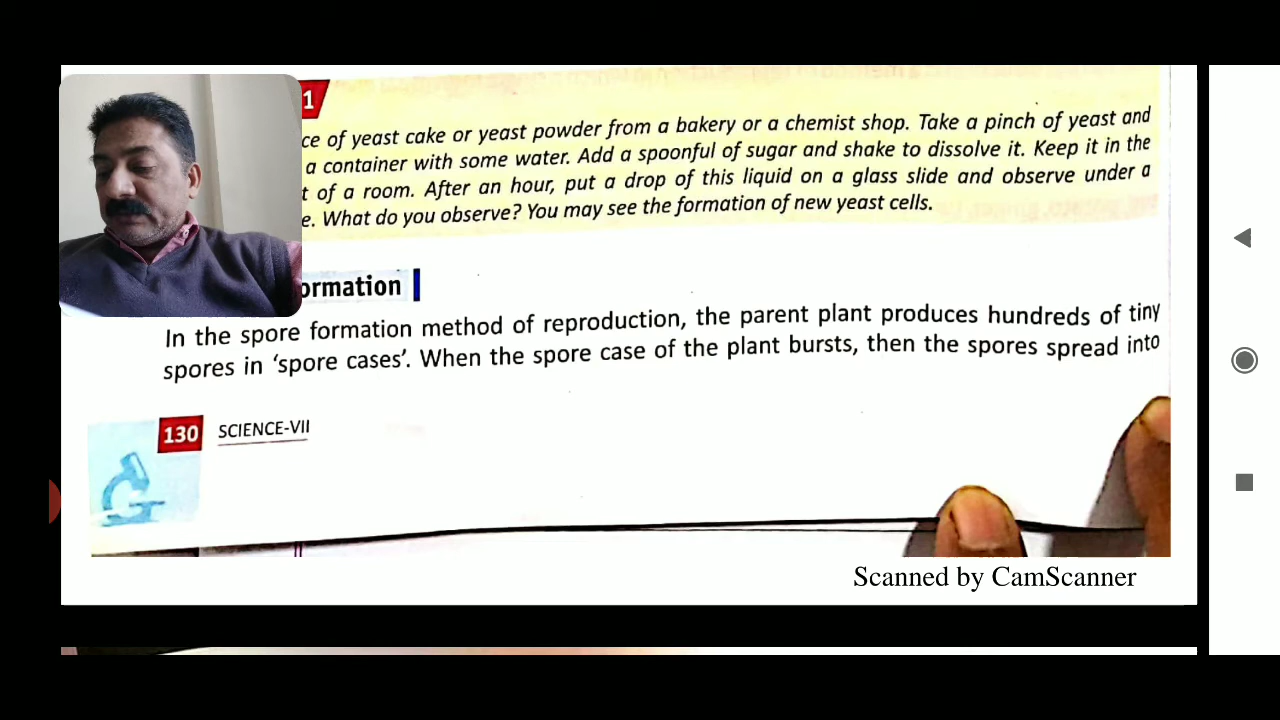 1
ce of yeast cake or yeast powder from a bakery or a chemist shop. Take a pinch of yeast and
a container with some water. Add a spoonful of sugar and shake to dissolve it. Keep it in the
t of a room. After an hour, put a drop of this liquid on a glass slide and observe under a
e. What do you observe? You may see the formation of new yeast cells.
ormation
In the spore formation method of reproduction, the parent plant produces hundreds of tiny
spores in ‘spore cases’. When the spore case of the plant bursts, then the spores spread into
130 SCIENCE-VII
Scanned by CamScanner